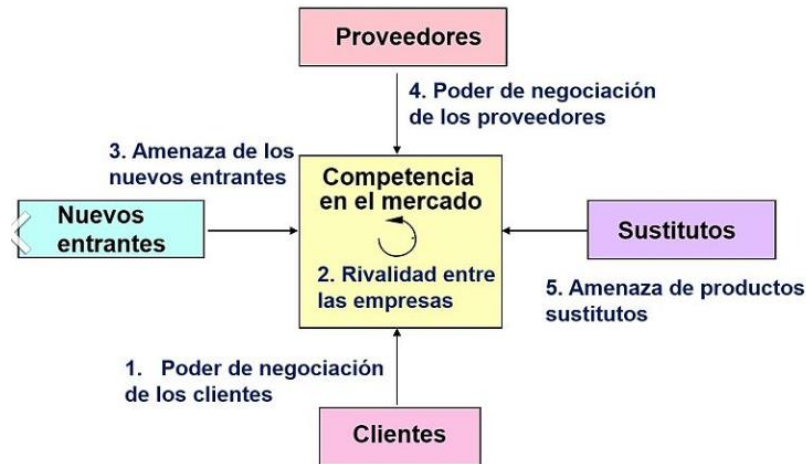 Proveedores
4. Poder de negociación
de los proveedores
3. Amenaza de los
nuevos entrantes
Competencia
en el mercado
Nuevos
entrantes
Sustitutos
2. Rivalidad entre
las empresas
5. Amenaza de productos
sustitutos
1. Poder de negociación
de los clientes
Clientes